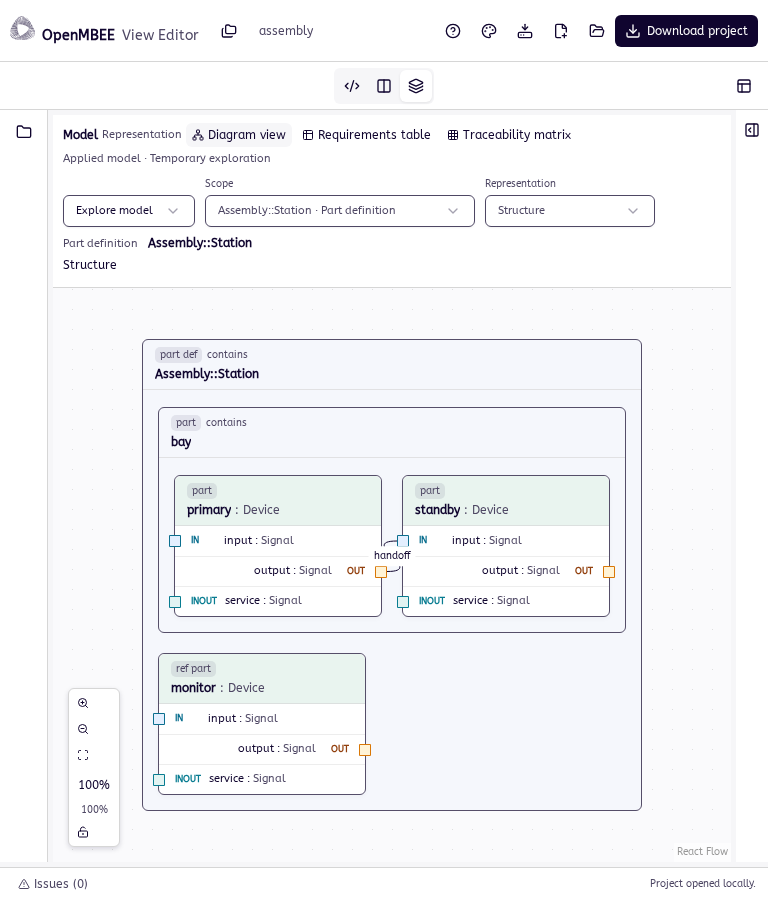 OpenMBEE View Editor assembly Download project
Model Representation Diagram view Requirements table Traceability matrix
Applied model · Temporary exploration
Scope Representation
Explore model Assembly::Station · Part definition Structure
Part definition Assembly::Station
Structure
part def contains
Assembly::Station
part contains
bay
part
primary : Device
IN input : Signal
output : Signal OUT
INOUT service : Signal
handoff
part
standby : Device
IN input : Signal
output : Signal OUT
INOUT service : Signal
ref part
monitor : Device
IN input : Signal
output : Signal OUT
INOUT service : Signal
100%
100%
React Flow
Issues (0) Project opened locally.